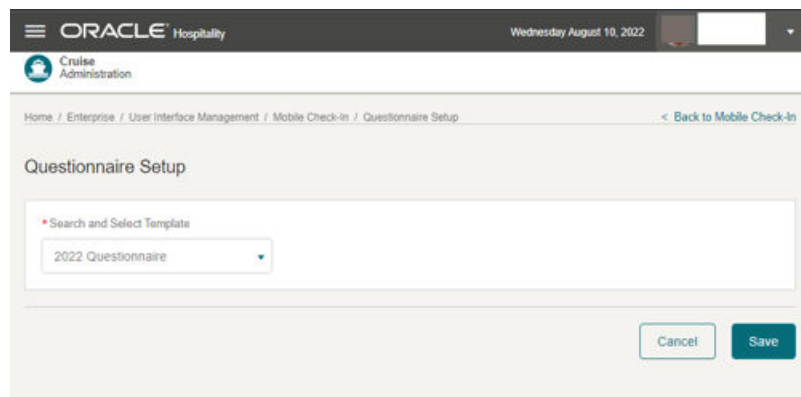 ORACLE Hospitality Wednesday August 10, 2022
Cruise
Administration
Home / Enterprise / User Interface Management / Mobile Check-In / Questionnaire Setup < Back to Mobile Check-In
Questionnaire Setup
* Search and Select Template
2022 Questionnaire
Cancel Save